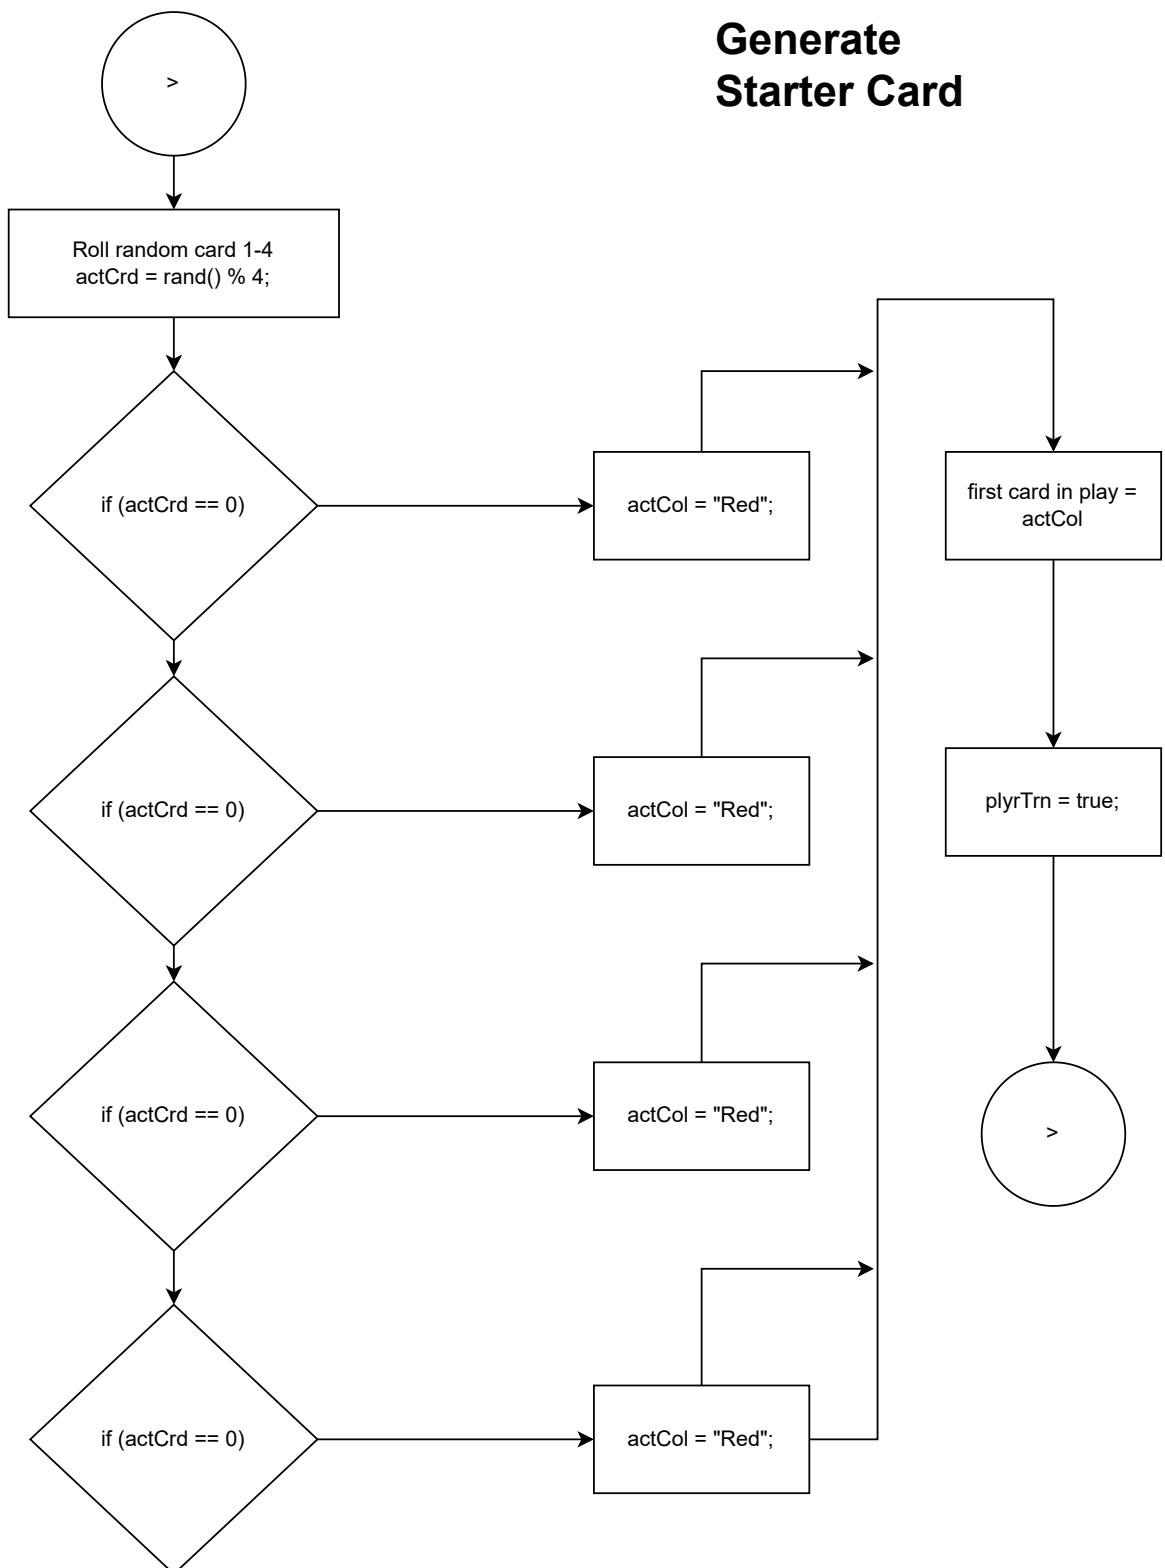 Generate
Starter Card
>
Roll random card 1-4
actCrd = rand() % 4;
if (actCrd == 0)
actCol = "Red";
first card in play =
actCol
if (actCrd == 0)
actCol = "Red";
plyrTrn = true;
if (actCrd == 0)
actCol = "Red";
>
if (actCrd == 0)
actCol = "Red";